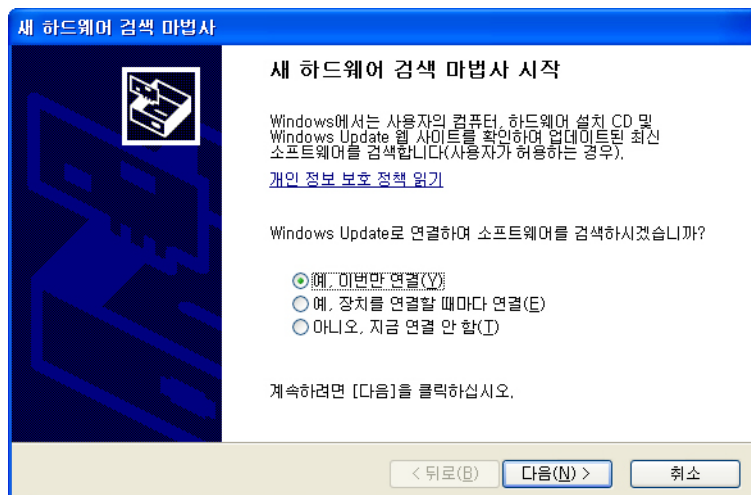 새 하드웨어 검색 마법사
새 하드웨어 검색 마법사 시작
Windows에서는 사용자의 컴퓨터, 하드웨어 설치 CD 및
Windows Update 웹 사이트를 확인하여 업데이트된 최신
소프트웨어를 검색합니다(사용자가 허용하는 경우).
개인 정보 보호 정책 읽기
Windows Update로 연결하여 소프트웨어를 검색하시겠습니까?
예, 이번만 연결(Y)
예, 장치를 연결할 때마다 연결(E)
아니오, 지금 연결 안 함(T)
계속하려면 [다음]을 클릭하십시오.
< 뒤로(B) 다음(N) > 취소